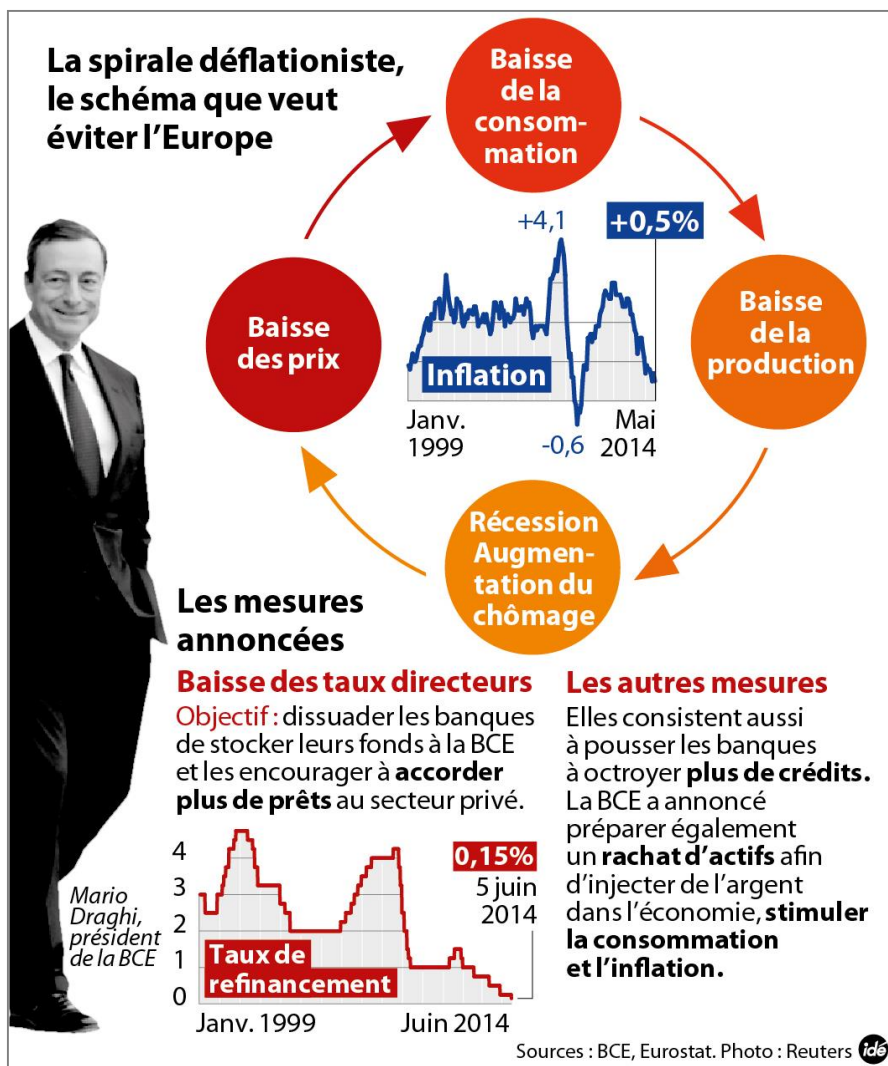 La spirale déflationiste,
le schéma que veut
éviter l'Europe
Baisse
de la
consom-
mation
Baisse
de la
production
Récession
Augmen-
tation du
chômage
Baisse
des prix
+4,1
+0,5%
Inflation
-0,6
Janv.
1999
Mai
2014
Les mesures
annoncées
Baisse des taux directeurs
Objectif : dissuader les banques
de stocker leurs fonds à la BCE
et les encourager à accorder
plus de prêts au secteur privé.
4
3
2
1
0
0,15%
5 juin
2014
Taux de
refinancement
Janv. 1999
Juin 2014
Mario
Draghi,
président
de la BCE
Les autres mesures
Elles consistent aussi
à pousser les banques
à octroyer plus de crédits.
La BCE a annoncé
préparer également
un rachat d'actifs afin
d'injecter de l'argent
dans l'économie, stimuler
la consommation
et l'inflation.
Sources : BCE, Eurostat. Photo : Reuters idé